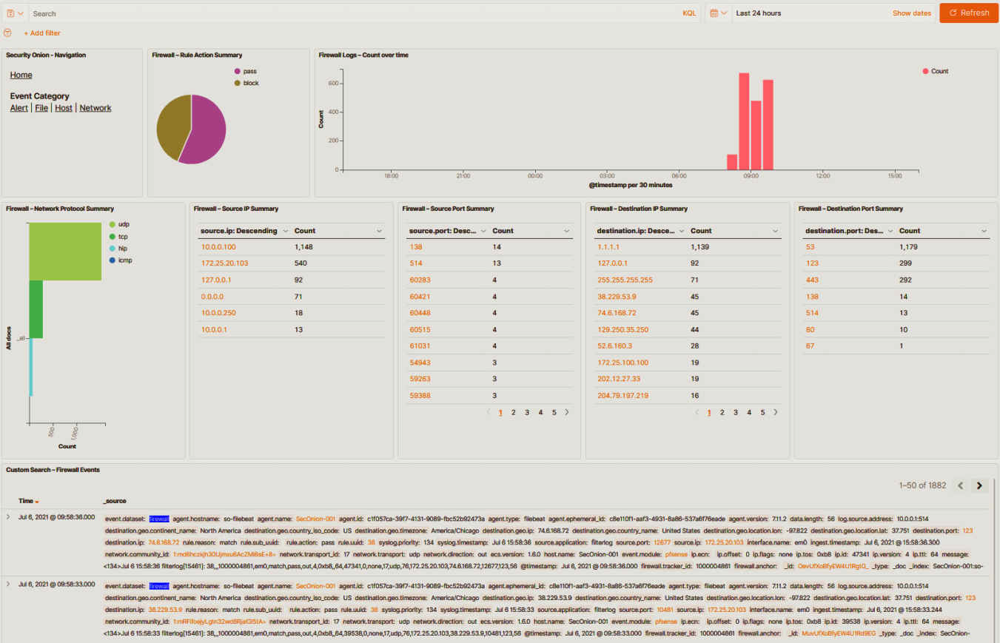 Search
KQL
Last 24 hours
Show dates
Refresh
+ Add filter
Security Onion - Navigation
Home
Event Category
Alert | File | Host | Network
Firewall – Rule Action Summary
pass
block
Firewall Logs – Count over time
Count
600
400
200
0
Count
18:00 21:00 00:00 03:00 06:00 09:00 12:00 15:00
@timestamp per 30 minutes
Firewall – Network Protocol Summary
udp
tcp
hip
icmp
All docs
_all
500 1,000
Count
Firewall – Source IP Summary
source.ip: Descending Count
10.0.0.100 1,148
172.25.20.103 540
127.0.0.1 92
0.0.0.0 71
10.0.0.250 18
10.0.0.1 13
Firewall – Source Port Summary
source.port: Desc... Count
138 14
514 13
60283 4
60421 4
60448 4
60515 4
61031 4
54943 3
59263 3
59388 3
1 2 3 4 5
Firewall – Destination IP Summary
destination.ip: Desce... Count
1.1.1.1 1,139
127.0.0.1 92
255.255.255.255 71
38.229.53.9 45
74.6.168.72 45
129.250.35.250 44
52.6.160.3 28
172.25.100.100 19
202.12.27.33 19
204.79.197.219 16
1 2 3 4 5
Firewall – Destination Port Summary
destination.port: Des... Count
53 1,179
123 299
443 292
138 14
514 13
80 10
67 1
Custom Search – Firewall Events
1–50 of 1882
Time _source
Jul 6, 2021 @ 09:58:36.000 event.dataset: firewall agent.hostname: so-filebeat agent.name: SecOnion-001 agent.id: c1f057ca-39f7-4131-9089-fbc52b92473a agent.type: filebeat agent.ephemeral_id: c8e110f1-aaf3-4931-8a86-537a6f76eade agent.version: 7.11.2 data.length: 56 log.source.address: 10.0.0.1:514
destination.geo.continent_name: North America destination.geo.country_iso_code: US destination.geo.timezone: America/Chicago destination.geo.ip: 74.6.168.72 destination.geo.country_name: United States destination.geo.location.lon: -97.822 destination.geo.location.lat: 37.751 destination.port: 123
destination.ip: 74.6.168.72 rule.reason: match rule.sub_uuid: rule.action: pass rule.uuid: 38 syslog.priority: 134 syslog.timestamp: Jul 6 15:58:36 source.application: filterlog source.port: 12677 source.ip: 172.25.20.103 interface.name: em0 ingest.timestamp: Jul 6, 2021 @ 15:58:36.300
network.community_id: network.transport_id: 17 network.transport: udp network.direction: out ecs.version: 1.6.0 host.name: SecOnion-001 event.module: pfsense ip.ecn: ip.offset: 0 ip.flags: none ip.tos: 0xb8 ip.id: 47341 ip.version: 4 ip.ttl: 64 message:
<134>Jul 6 15:58:36 filterlog[15461]: 38,,,1000004861,em0,match,pass,out,4,0xb8,,64,47341,0,none,17,udp,76,172.25.20.103,74.6.168.72,12677,123,56 @timestamp: Jul 6, 2021 @ 09:58:36.000 firewall.tracker_id: 1000004861 firewall.anchor: _id: _type: _doc _index: SecOnion-001:so-
Jul 6, 2021 @ 09:58:33.000 event.dataset: firewall agent.hostname: so-filebeat agent.name: SecOnion-001 agent.id: c1f057ca-39f7-4131-9089-fbc52b92473a agent.type: filebeat agent.ephemeral_id: c8e110f1-aaf3-4931-8a86-537a6f76eade agent.version: 7.11.2 data.length: 56 log.source.address: 10.0.0.1:514
destination.geo.continent_name: North America destination.geo.country_iso_code: US destination.geo.timezone: America/Chicago destination.geo.ip: 38.229.53.9 destination.geo.country_name: United States destination.geo.location.lon: -97.822 destination.geo.location.lat: 37.751 destination.port: 123
destination.ip: 38.229.53.9 rule.reason: match rule.sub_uuid: rule.action: pass rule.uuid: 38 syslog.priority: 134 syslog.timestamp: Jul 6 15:58:33 source.application: filterlog source.port: 10481 source.ip: 172.25.20.103 interface.name: em0 ingest.timestamp: Jul 6, 2021 @ 15:58:33.244
network.community_id: network.transport_id: 17 network.transport: udp network.direction: out ecs.version: 1.6.0 host.name: SecOnion-001 event.module: pfsense ip.ecn: ip.offset: 0 ip.flags: none ip.tos: 0xb8 ip.id: 39538 ip.version: 4 ip.ttl: 64 message:
<134>Jul 6 15:58:33 filterlog[15461]: 38,,,1000004861,em0,match,pass,out,4,0xb8,,64,39538,0,none,17,udp,76,172.25.20.103,38.229.53.9,10481,123,56 @timestamp: Jul 6, 2021 @ 09:58:33.000 firewall.tracker_id: 1000004861 firewall.anchor: _id: _type: _doc _index: SecOnion-